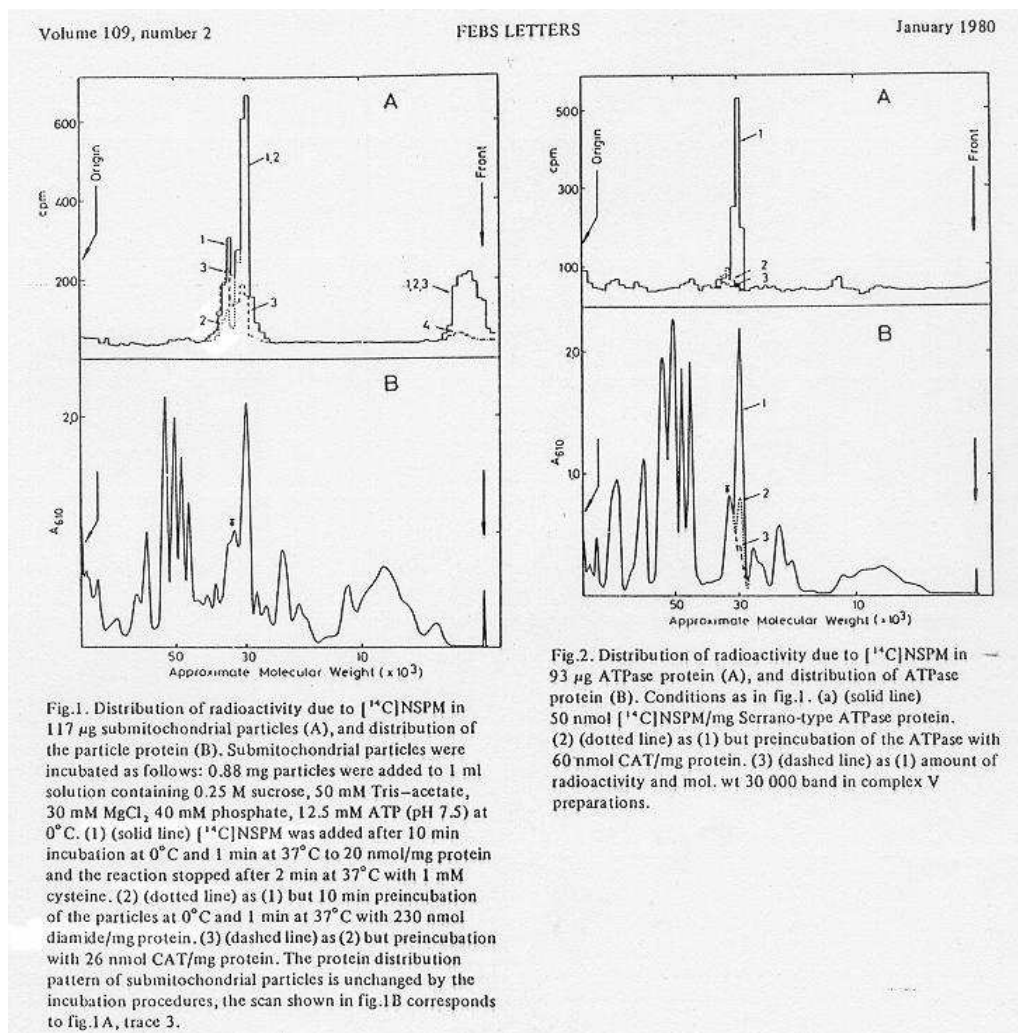 Volume 109, number 2
FEBS LETTERS
January 1980
A
600
400
200
cpm
Origin
Front
1,2
1
3
2
3
1,2,3
4
B
2,0
A610
50
30
10
Approximate Molecular Weight (x 10³)
Fig.1. Distribution of radioactivity due to [¹⁴C]NSPM in
117 µg submitochondrial particles (A), and distribution of
the particle protein (B). Submitochondrial particles were
incubated as follows: 0.88 mg particles were added to 1 ml
solution containing 0.25 M sucrose, 50 mM Tris–acetate,
30 mM MgCl₂ 40 mM phosphate, 12.5 mM ATP (pH 7.5) at
0°C. (1) (solid line) [¹⁴C]NSPM was added after 10 min
incubation at 0°C and 1 min at 37°C to 20 nmol/mg protein
and the reaction stopped after 2 min at 37°C with 1 mM
cysteine. (2) (dotted line) as (1) but 10 min preincubation
of the particles at 0°C and 1 min at 37°C with 230 nmol
diamide/mg protein. (3) (dashed line) as (2) but preincubation
with 26 nmol CAT/mg protein. The protein distribution
pattern of submitochondrial particles is unchanged by the
incubation procedures, the scan shown in fig.1B corresponds
to fig.1A, trace 3.
A
500
300
100
cpm
Origin
Front
1
2
3
B
2,0
1,0
A610
1
2
3
50
30
10
Approximate Molecular Weight (x 10³)
Fig.2. Distribution of radioactivity due to [¹⁴C]NSPM in
93 µg ATPase protein (A), and distribution of ATPase
protein (B). Conditions as in fig.1. (a) (solid line)
50 nmol [¹⁴C]NSPM/mg Serrano-type ATPase protein.
(2) (dotted line) as (1) but preincubation of the ATPase with
60 nmol CAT/mg protein. (3) (dashed line) as (1) amount of
radioactivity and mol. wt 30 000 band in complex V
preparations.